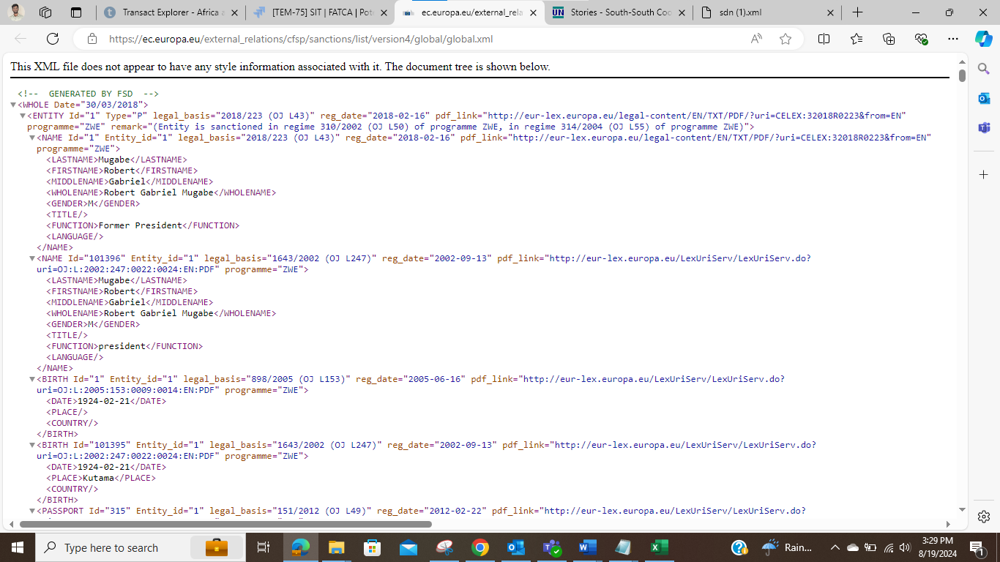 Transact Explorer - Africa a
[TEM-75] SIT | FATCA | Pote
ec.europa.eu/external_rela
UN
Stories - South-South Coo
sdn (1).xml
https://ec.europa.eu/external_relations/cfsp/sanctions/list/version4/global/global.xml
This XML file does not appear to have any style information associated with it. The document tree is shown below.
<!--  GENERATED BY FSD  -->
▼<WHOLE Date="30/03/2018">
▼<ENTITY Id="1" Type="P" legal_basis="2018/223 (OJ L43)" reg_date="2018-02-16" pdf_link="http://eur-lex.europa.eu/legal-content/EN/TXT/PDF/?uri=CELEX:32018R0223&from=EN"
programme="ZWE" remark="(Entity is sanctioned in regime 310/2002 (OJ L50) of programme ZWE, in regime 314/2004 (OJ L55) of programme ZWE)">
▼<NAME Id="1" Entity_id="1" legal_basis="2018/223 (OJ L43)" reg_date="2018-02-16" pdf_link="http://eur-lex.europa.eu/legal-content/EN/TXT/PDF/?uri=CELEX:32018R0223&from=EN"
programme="ZWE">
<LASTNAME>Mugabe</LASTNAME>
<FIRSTNAME>Robert</FIRSTNAME>
<MIDDLENAME>Gabriel</MIDDLENAME>
<WHOLENAME>Robert Gabriel Mugabe</WHOLENAME>
<GENDER>M</GENDER>
<TITLE/>
<FUNCTION>Former President</FUNCTION>
<LANGUAGE/>
</NAME>
▼<NAME Id="101396" Entity_id="1" legal_basis="1643/2002 (OJ L247)" reg_date="2002-09-13" pdf_link="http://eur-lex.europa.eu/LexUriServ/LexUriServ.do?
uri=OJ:L:2002:247:0022:0024:EN:PDF" programme="ZWE">
<LASTNAME>Mugabe</LASTNAME>
<FIRSTNAME>Robert</FIRSTNAME>
<MIDDLENAME>Gabriel</MIDDLENAME>
<WHOLENAME>Robert Gabriel Mugabe</WHOLENAME>
<GENDER>M</GENDER>
<TITLE/>
<FUNCTION>president</FUNCTION>
<LANGUAGE/>
</NAME>
▼<BIRTH Id="1" Entity_id="1" legal_basis="898/2005 (OJ L153)" reg_date="2005-06-16" pdf_link="http://eur-lex.europa.eu/LexUriServ/LexUriServ.do?
uri=OJ:L:2005:153:0009:0014:EN:PDF" programme="ZWE">
<DATE>1924-02-21</DATE>
<PLACE/>
<COUNTRY/>
</BIRTH>
▼<BIRTH Id="101395" Entity_id="1" legal_basis="1643/2002 (OJ L247)" reg_date="2002-09-13" pdf_link="http://eur-lex.europa.eu/LexUriServ/LexUriServ.do?
uri=OJ:L:2002:247:0022:0024:EN:PDF" programme="ZWE">
<DATE>1924-02-21</DATE>
<PLACE>Kutama</PLACE>
<COUNTRY/>
</BIRTH>
▼<PASSPORT Id="315" Entity_id="1" legal_basis="151/2012 (OJ L49)" reg_date="2012-02-22" pdf_link="http://eur-lex.europa.eu/LexUriServ/LexUriServ.do?
Type here to search
Rain...
3:29 PM
8/19/2024
1